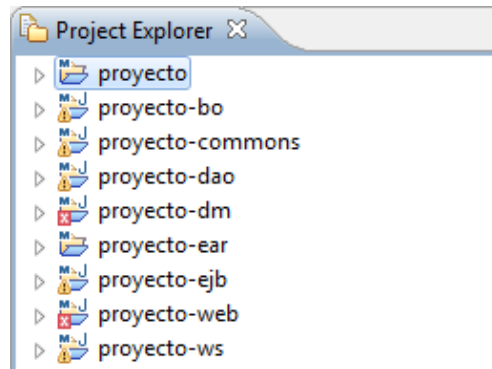 Project Explorer
proyecto
proyecto-bo
proyecto-commons
proyecto-dao
proyecto-dm
proyecto-ear
proyecto-ejb
proyecto-web
proyecto-ws